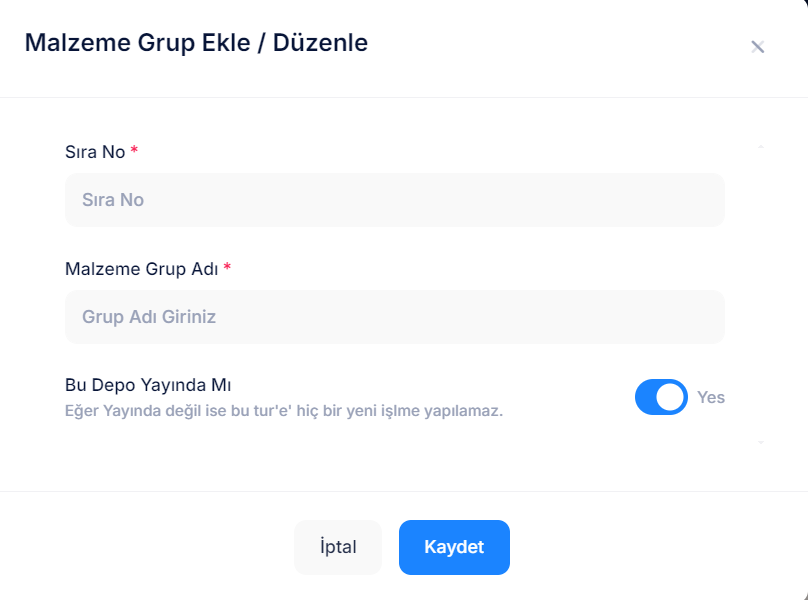 Malzeme Grup Ekle / Düzenle
Sıra No *
Sıra No
Malzeme Grup Adı *
Grup Adı Giriniz
Bu Depo Yayında Mı
Eğer Yayında değil ise bu tur'e' hiç bir yeni işlme yapılamaz.
Yes
İptal
Kaydet